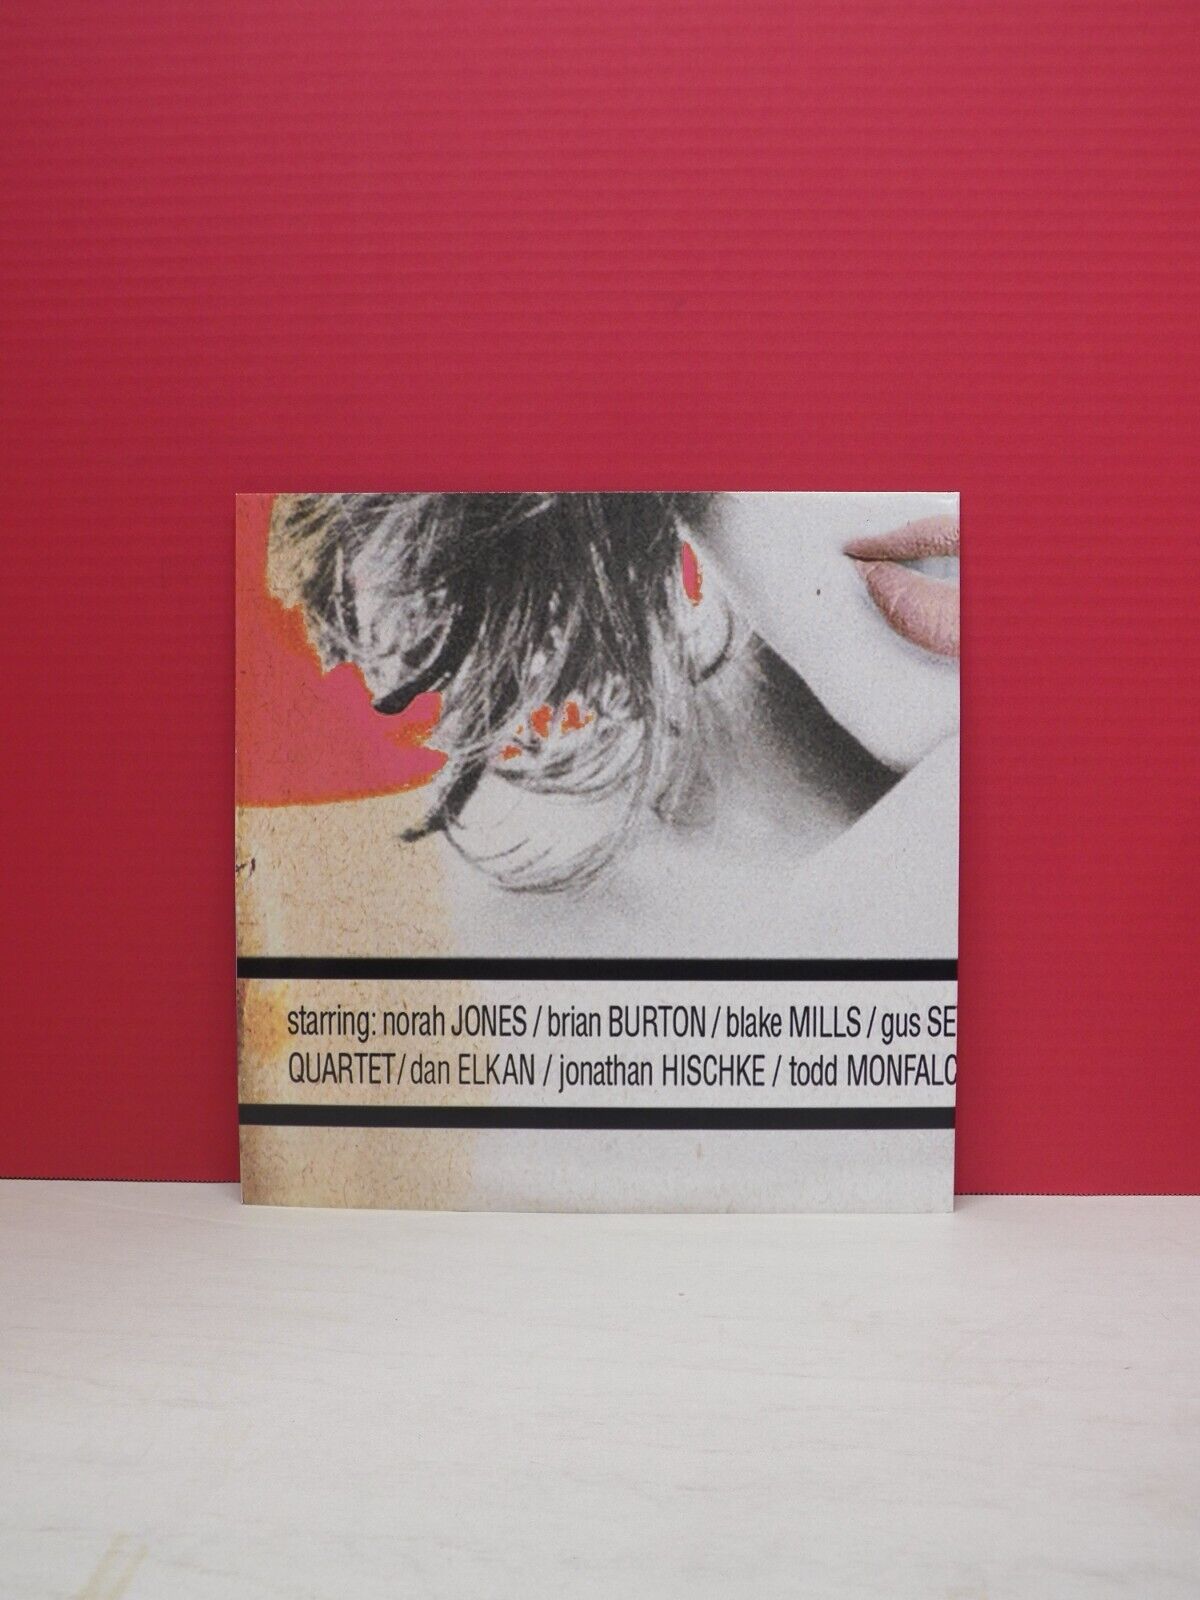 starring: norah JONES / brian BURTON / blake MILLS / gus SE
QUARTET/dan ELKAN / jonathan HISCHKE / todd MONFALC